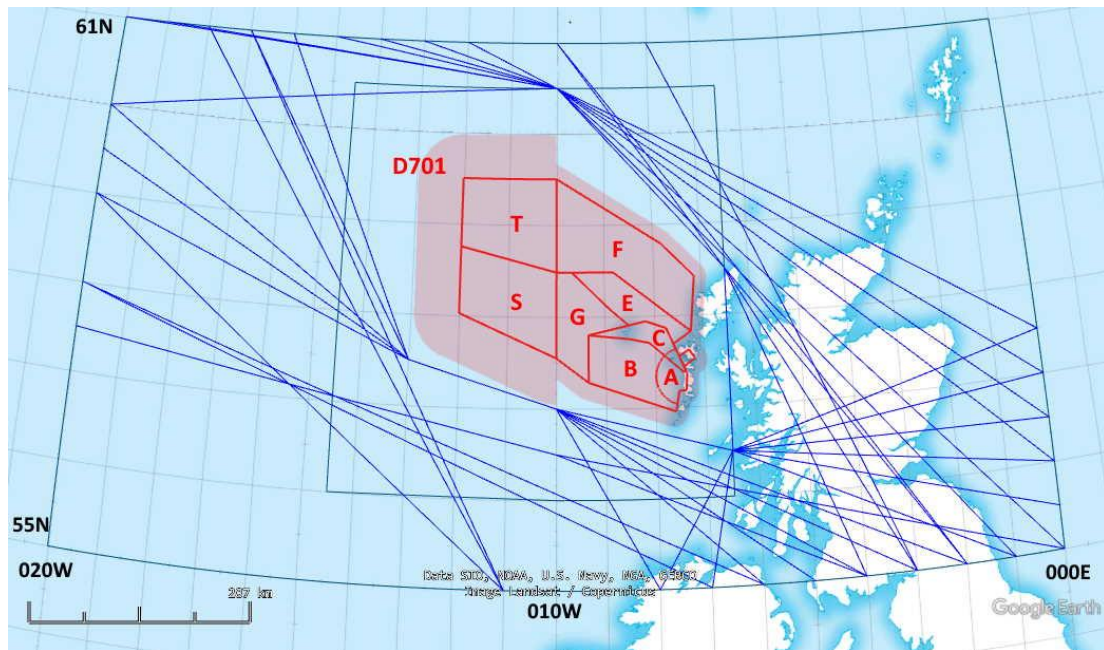 61N
D701
T
F
S
G
E
C
B
A
55N
020W
287 km
Data SIO, NOAA, U.S. Navy, NGA, GEBCO
Image Landsat / Copernicus
010W
000E
Google Earth